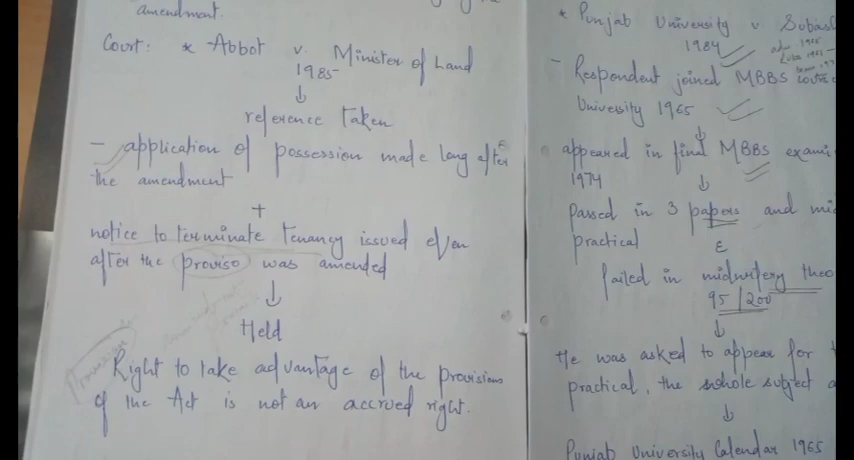 amendment.
Court: * Abbot v. Minister of Land
1985
↓
reference taken
- application of possession made long after
the amendment
+
notice to terminate tenancy issued even
after the proviso was amended
↓
Held
Right to take advantage of the provisions
of the Act is not an accrued right.
* Punjab University v. Subash
1984
- Respondent joined MBBS
University 1965
↓
appeared in final MBBS
1974
↓
Passed in 3 papers and
practical
&
failed in midwifery
95/200
↓
He was asked to appear for
practical, the whole subject
↓
Punjab University Calendar 1965